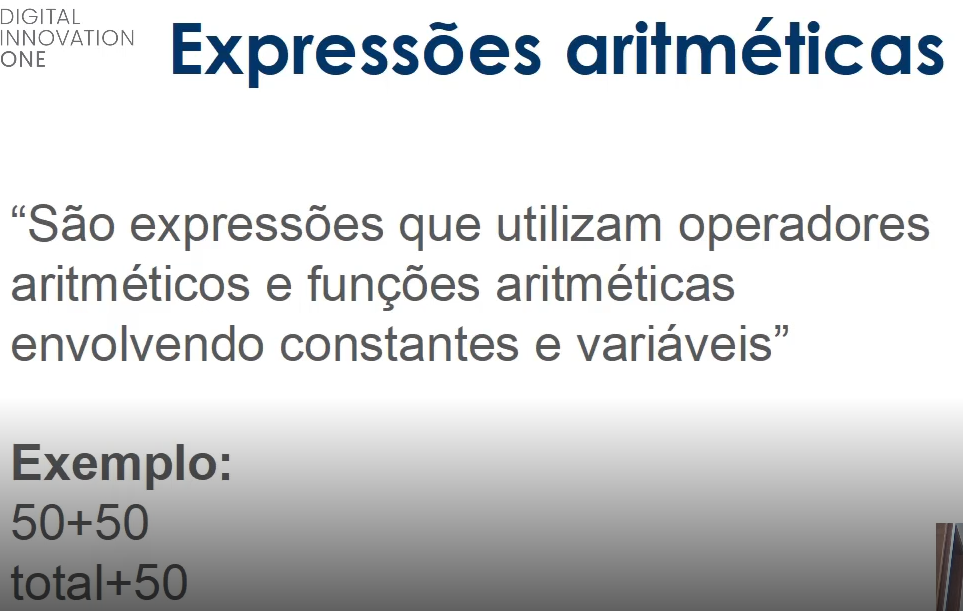 DIGITAL
INNOVATION
ONE
Expressões aritméticas
“São expressões que utilizam operadores
aritméticos e funções aritméticas
envolvendo constantes e variáveis”
Exemplo:
50+50
total+50